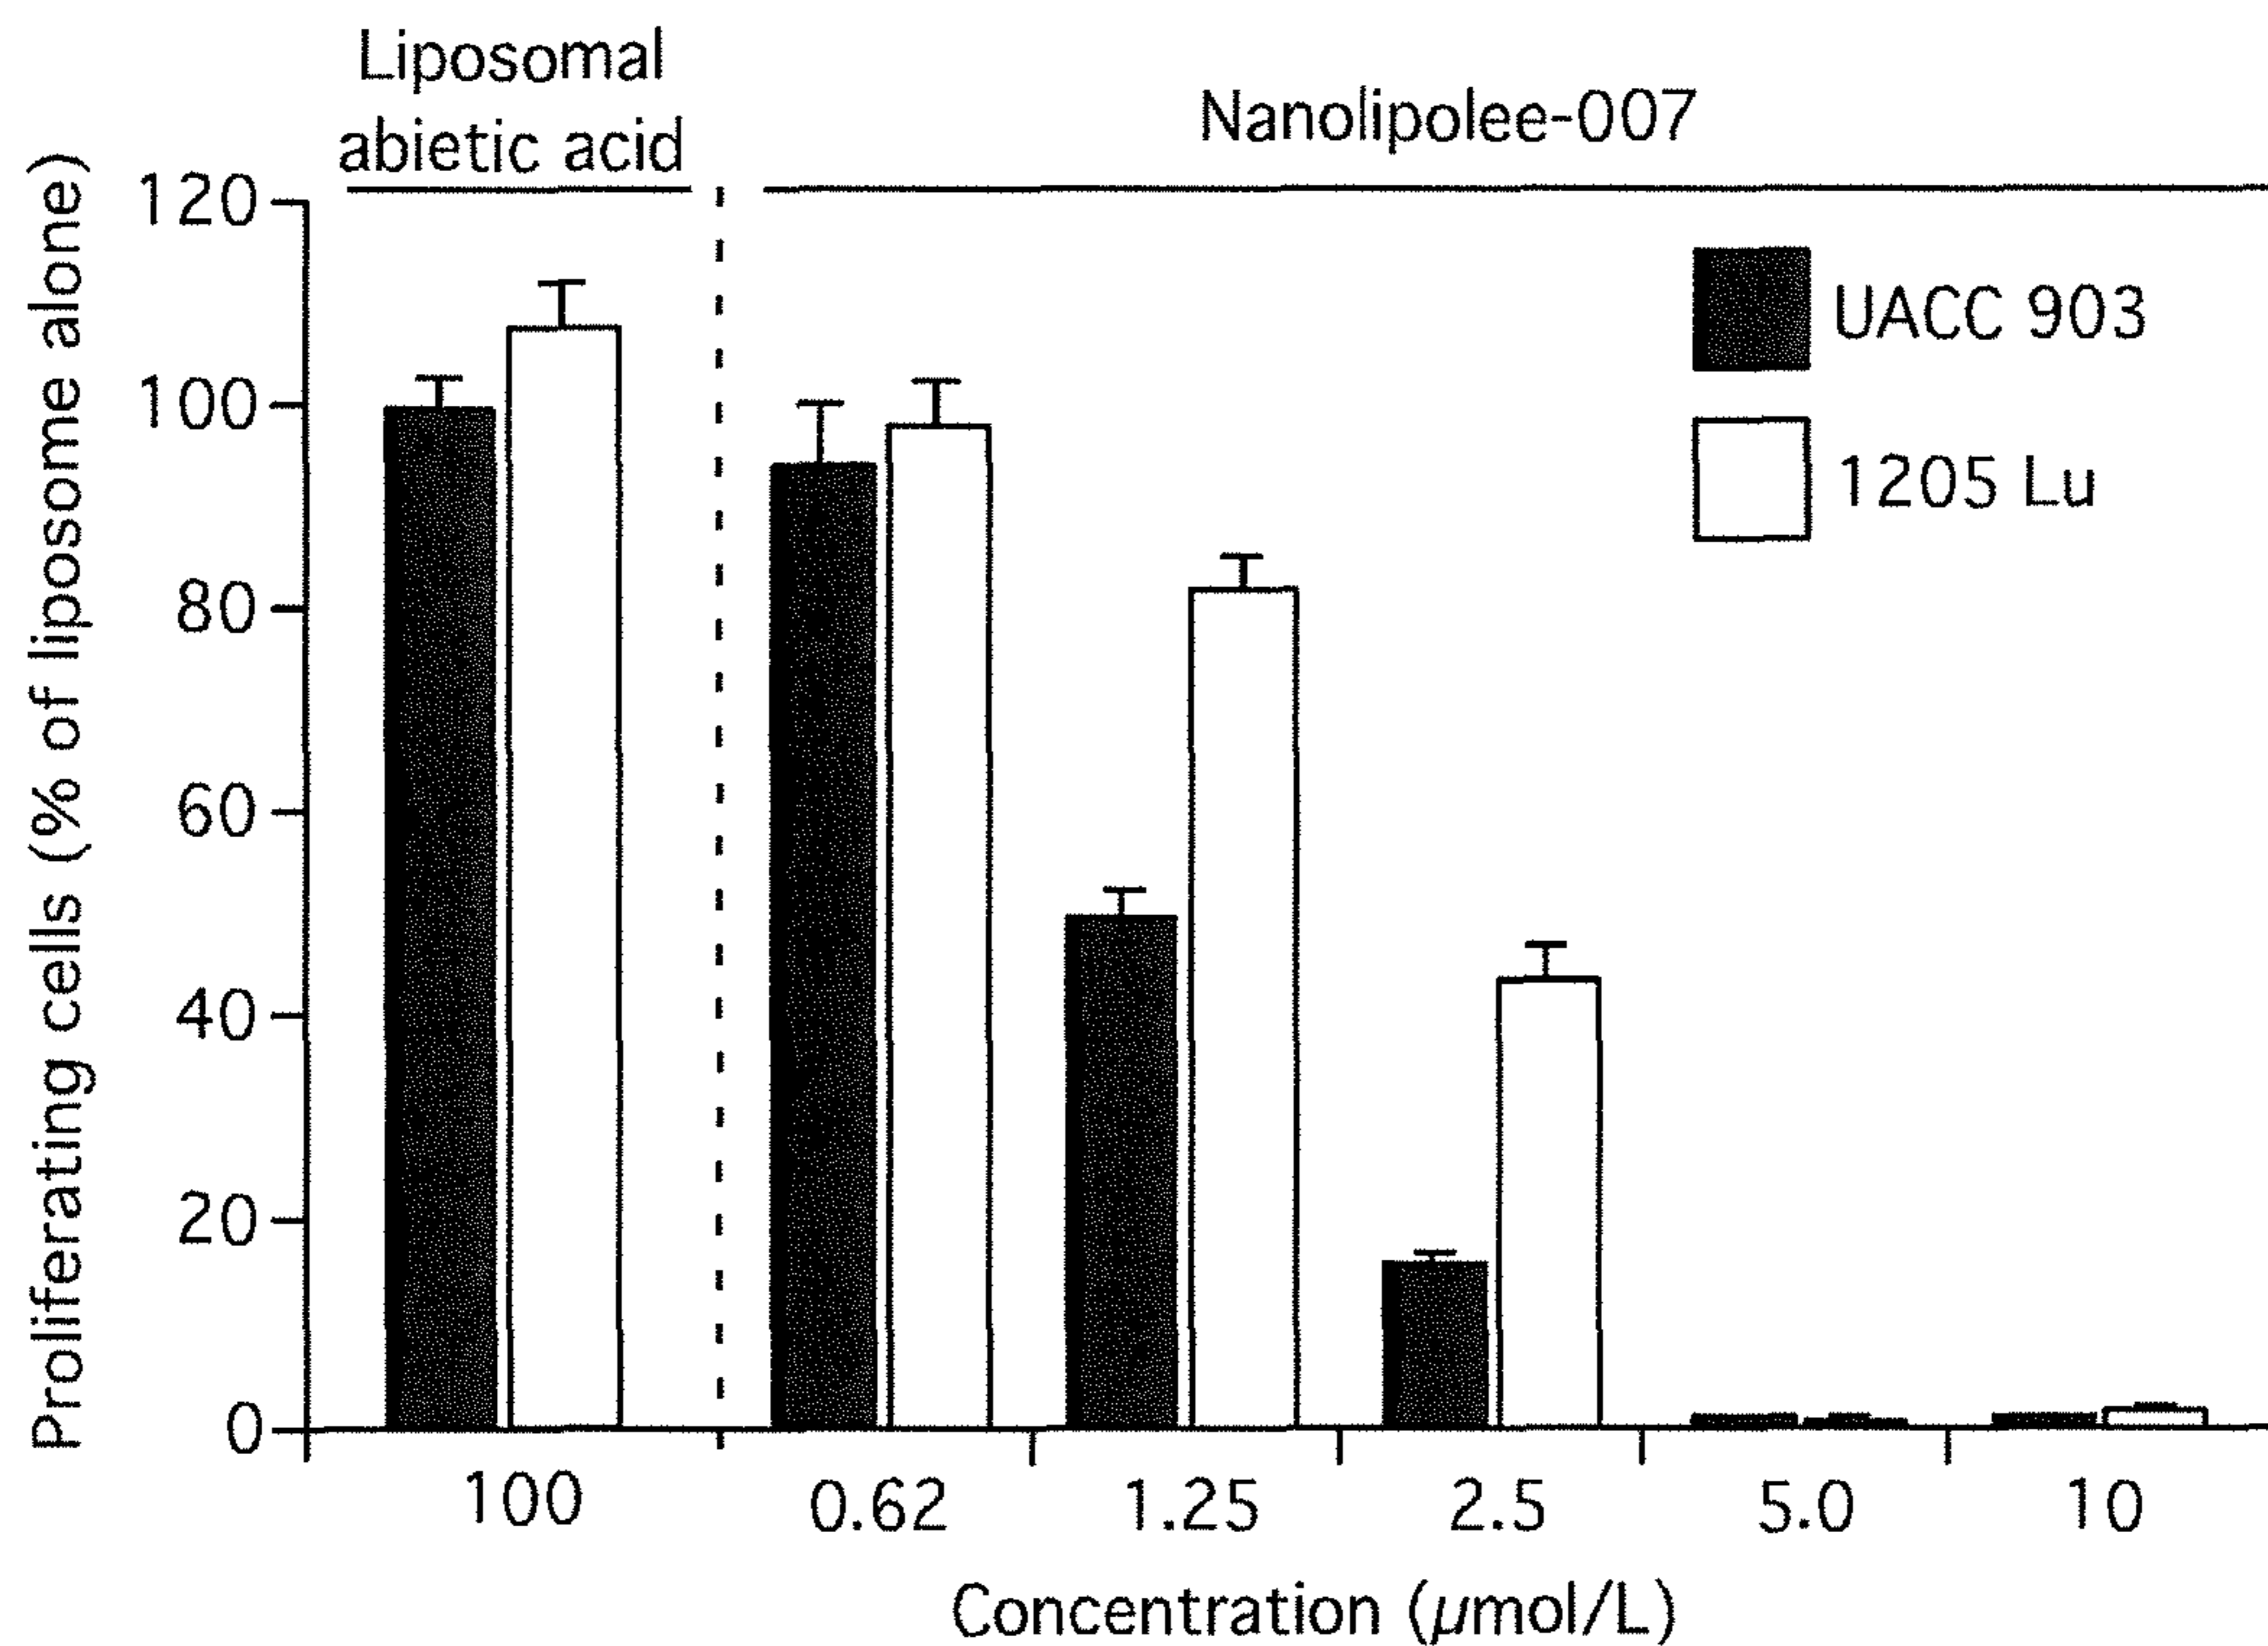 Liposomal
abietic acid
Nanolipolee-007
Proliferating cells (% of liposome alone)
120
100
80
60
40
20
0
UACC 903
1205 Lu
100
0.62
1.25
2.5
5.0
10
Concentration (µmol/L)